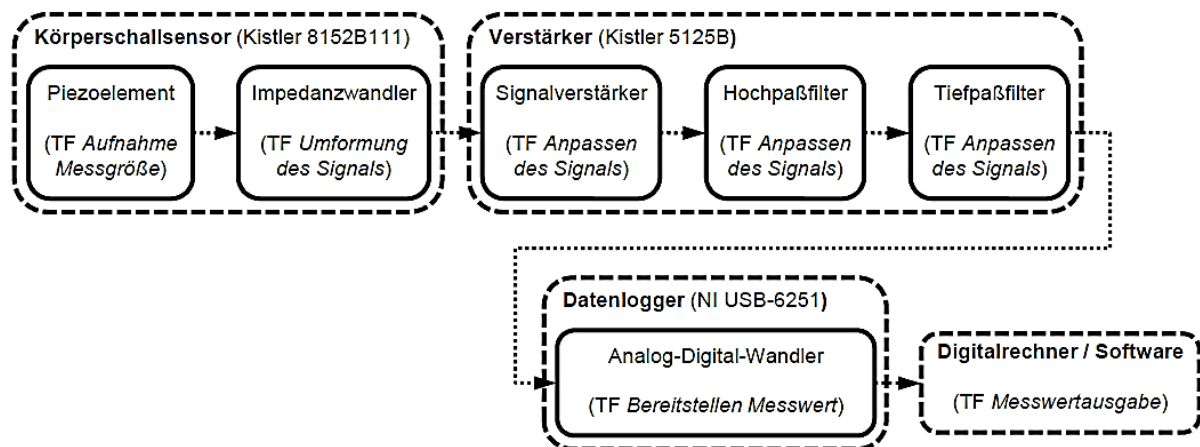 Körperschallsensor (Kistler 8152B111)
Piezoelement
(TF Aufnahme
Messgröße)
Impedanzwandler
(TF Umformung
des Signals)
Verstärker (Kistler 5125B)
Signalverstärker
(TF Anpassen
des Signals)
Hochpaßfilter
(TF Anpassen
des Signals)
Tiefpaßfilter
(TF Anpassen
des Signals)
Datenlogger (NI USB-6251)
Analog-Digital-Wandler
(TF Bereitstellen Messwert)
Digitalrechner / Software
(TF Messwertausgabe)